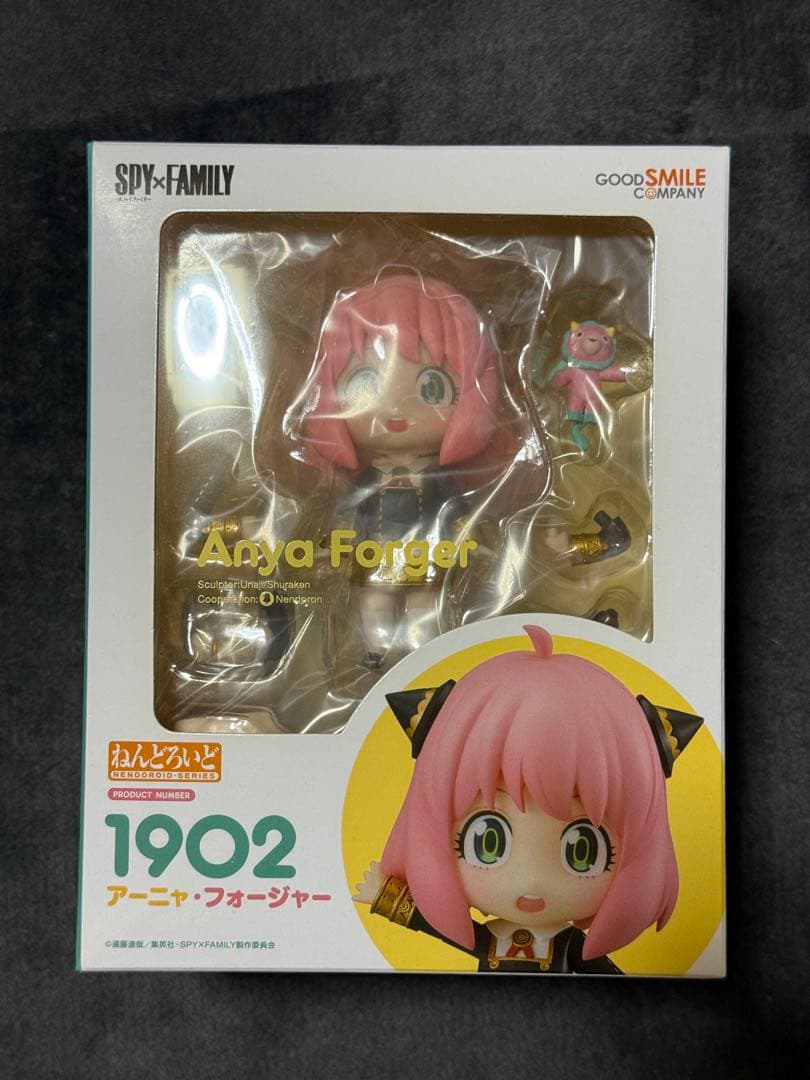 SPY×FAMILY
スパイファミリー
GOOD SMILE
COMPANY
Anya Forger
Sculptor:Unaji/Shuraken
Cooperation: Nendoron
ねんどろいど
NENDOROID·SERIES
PRODUCT NUMBER
1902
アーニャ・フォージャー
©遠藤達哉／集英社・SPY×FAMILY製作委員会